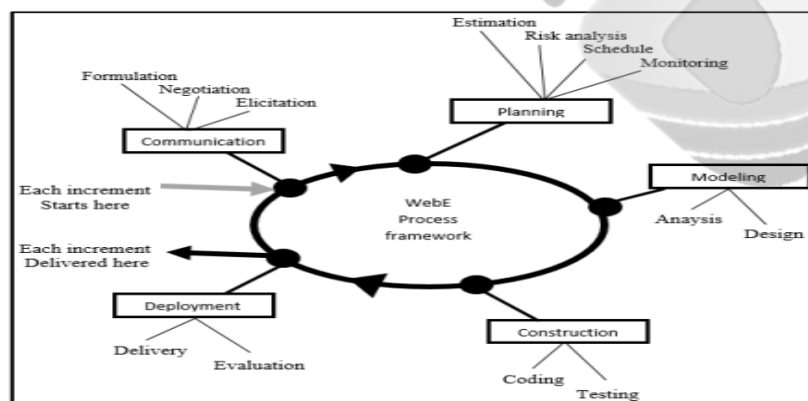 Estimation
Risk analysis
Schedule
Monitoring
Formulation
Negotiation
Elicitation
Communication
Planning
Each increment
Starts here
WebE
Process
framework
Modeling
Anaysis
Design
Each increment
Delivered here
Deployment
Delivery
Evaluation
Construction
Coding
Testing